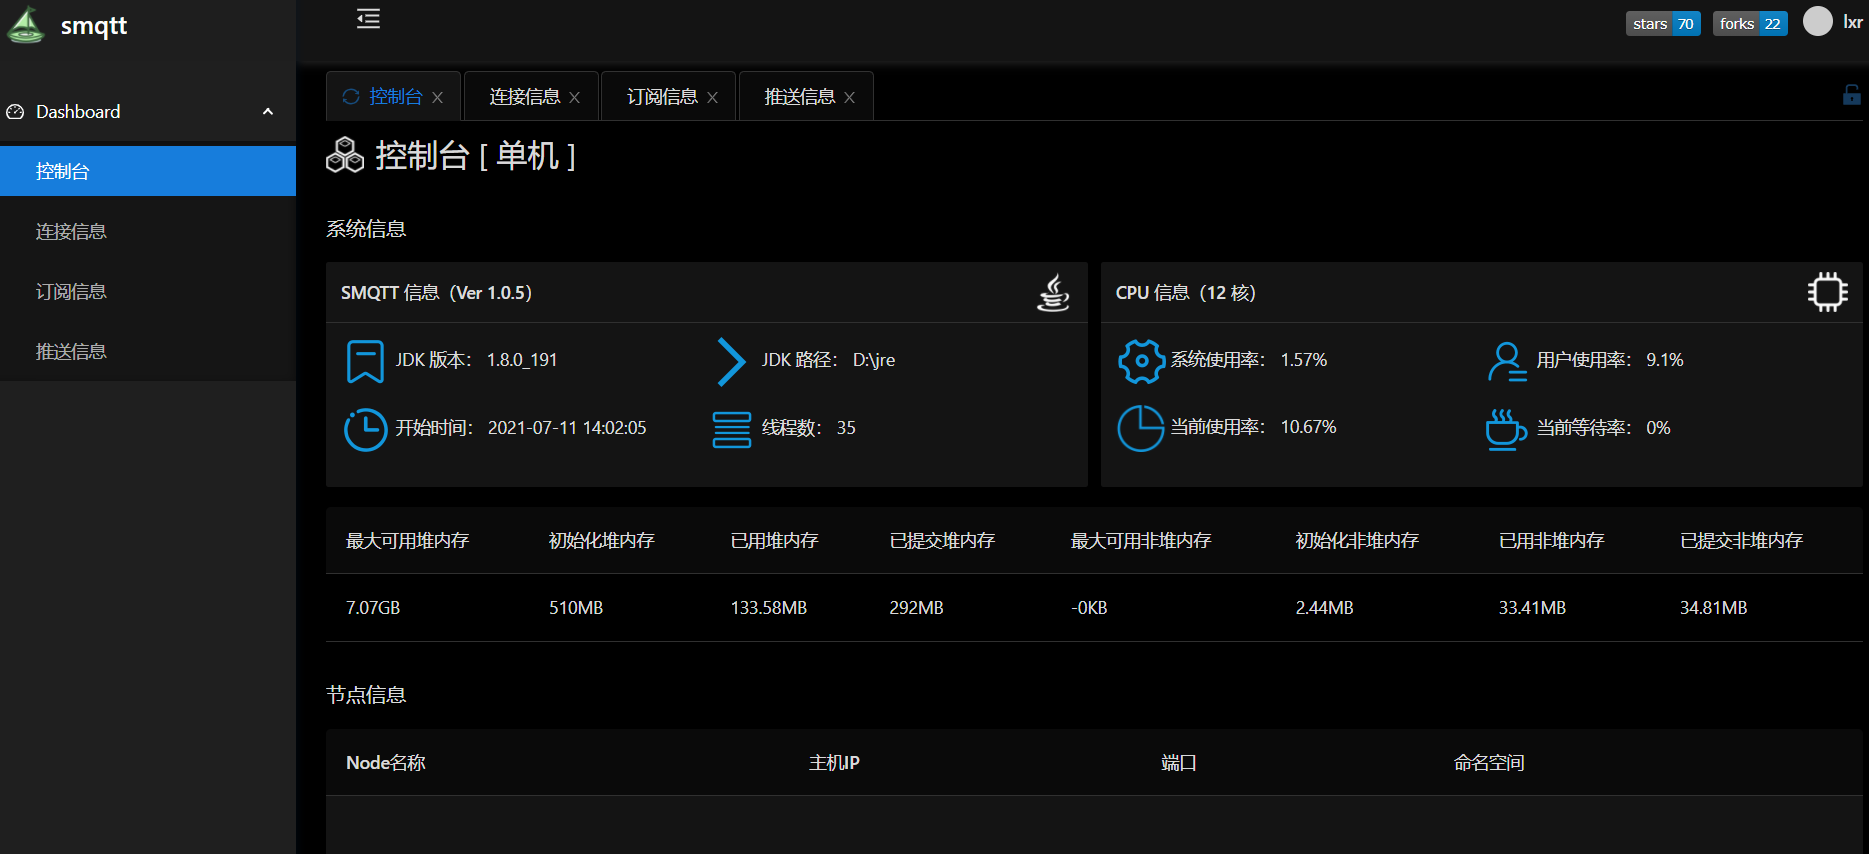 smqtt
stars 70 forks 22 lxr
Dashboard
控制台
连接信息
订阅信息
推送信息
控制台 连接信息 订阅信息 推送信息
控制台 [ 单机 ]
系统信息
SMQTT 信息（Ver 1.0.5）
JDK 版本： 1.8.0_191 JDK 路径： D:\jre
开始时间： 2021-07-11 14:02:05 线程数： 35
CPU 信息（12 核）
系统使用率： 1.57% 用户使用率： 9.1%
当前使用率： 10.67% 当前等待率： 0%
最大可用堆内存 初始化堆内存 已用堆内存 已提交堆内存 最大可用非堆内存 初始化非堆内存 已用非堆内存 已提交非堆内存
7.07GB 510MB 133.58MB 292MB -0KB 2.44MB 33.41MB 34.81MB
节点信息
Node名称 主机IP 端口 命名空间